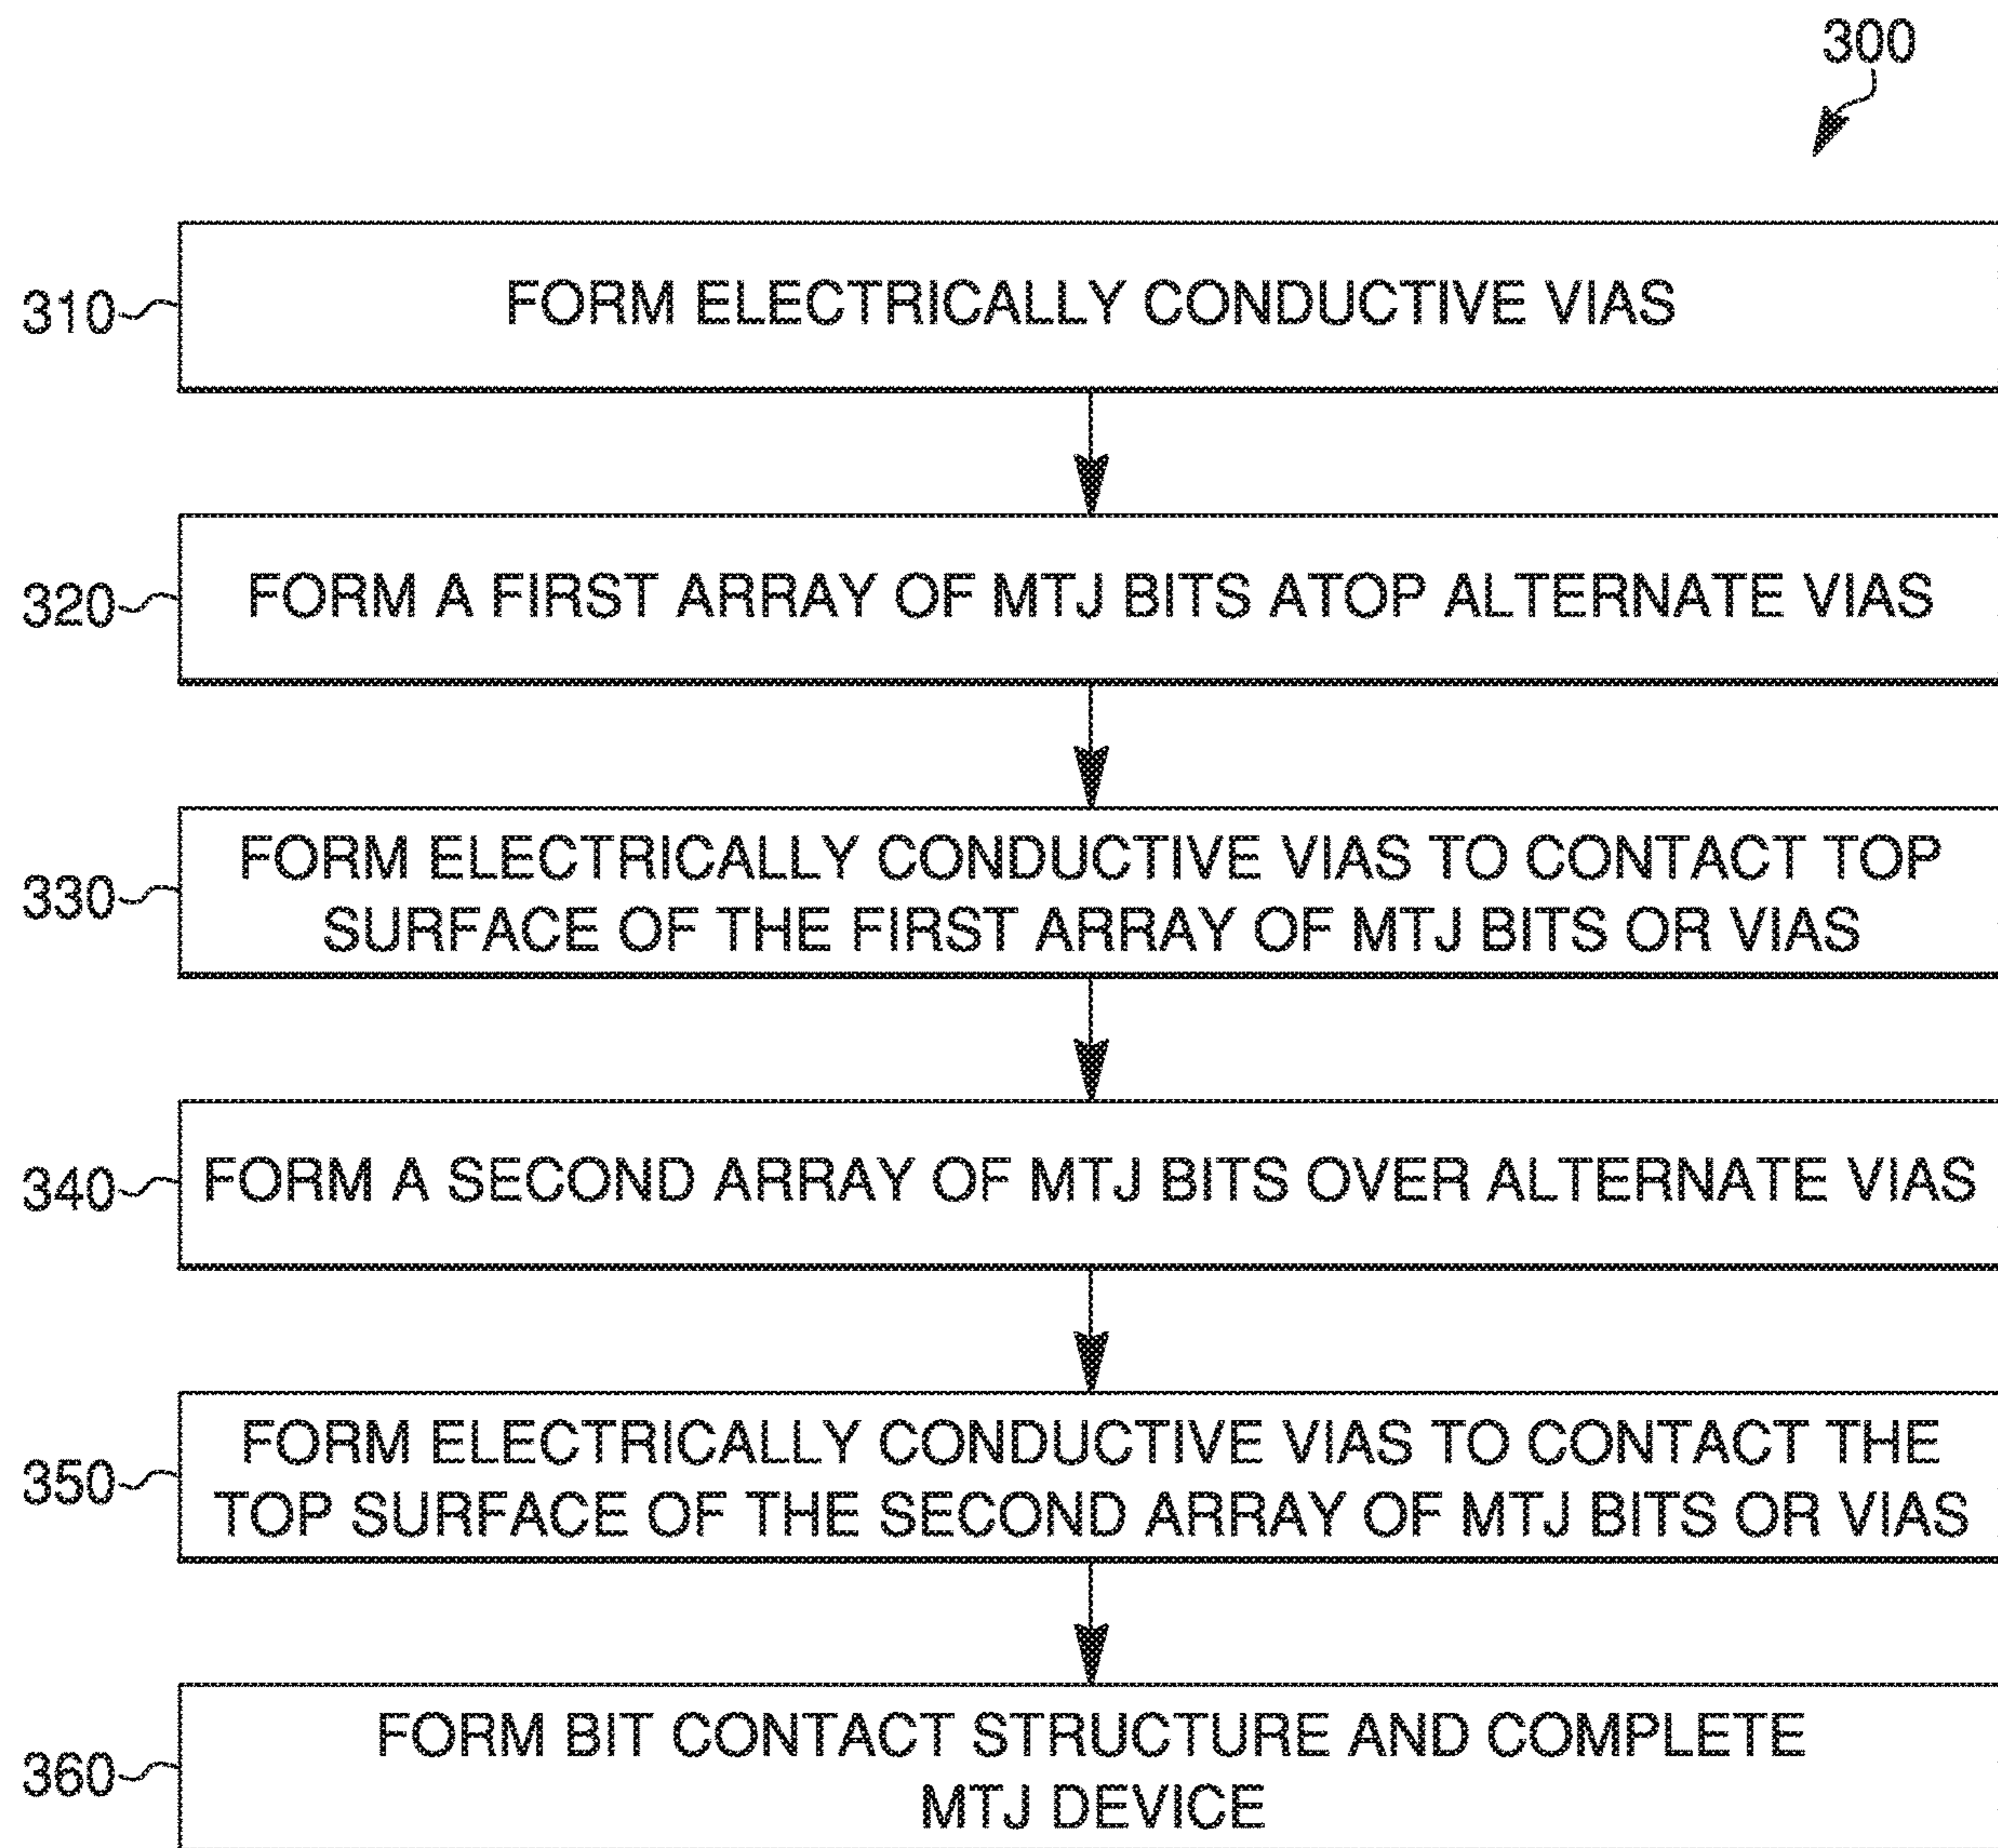 300
310
FORM ELECTRICALLY CONDUCTIVE VIAS
320
FORM A FIRST ARRAY OF MTJ BITS ATOP ALTERNATE VIAS
330
FORM ELECTRICALLY CONDUCTIVE VIAS TO CONTACT TOP
SURFACE OF THE FIRST ARRAY OF MTJ BITS OR VIAS
340
FORM A SECOND ARRAY OF MTJ BITS OVER ALTERNATE VIAS
350
FORM ELECTRICALLY CONDUCTIVE VIAS TO CONTACT THE
TOP SURFACE OF THE SECOND ARRAY OF MTJ BITS OR VIAS
360
FORM BIT CONTACT STRUCTURE AND COMPLETE
MTJ DEVICE